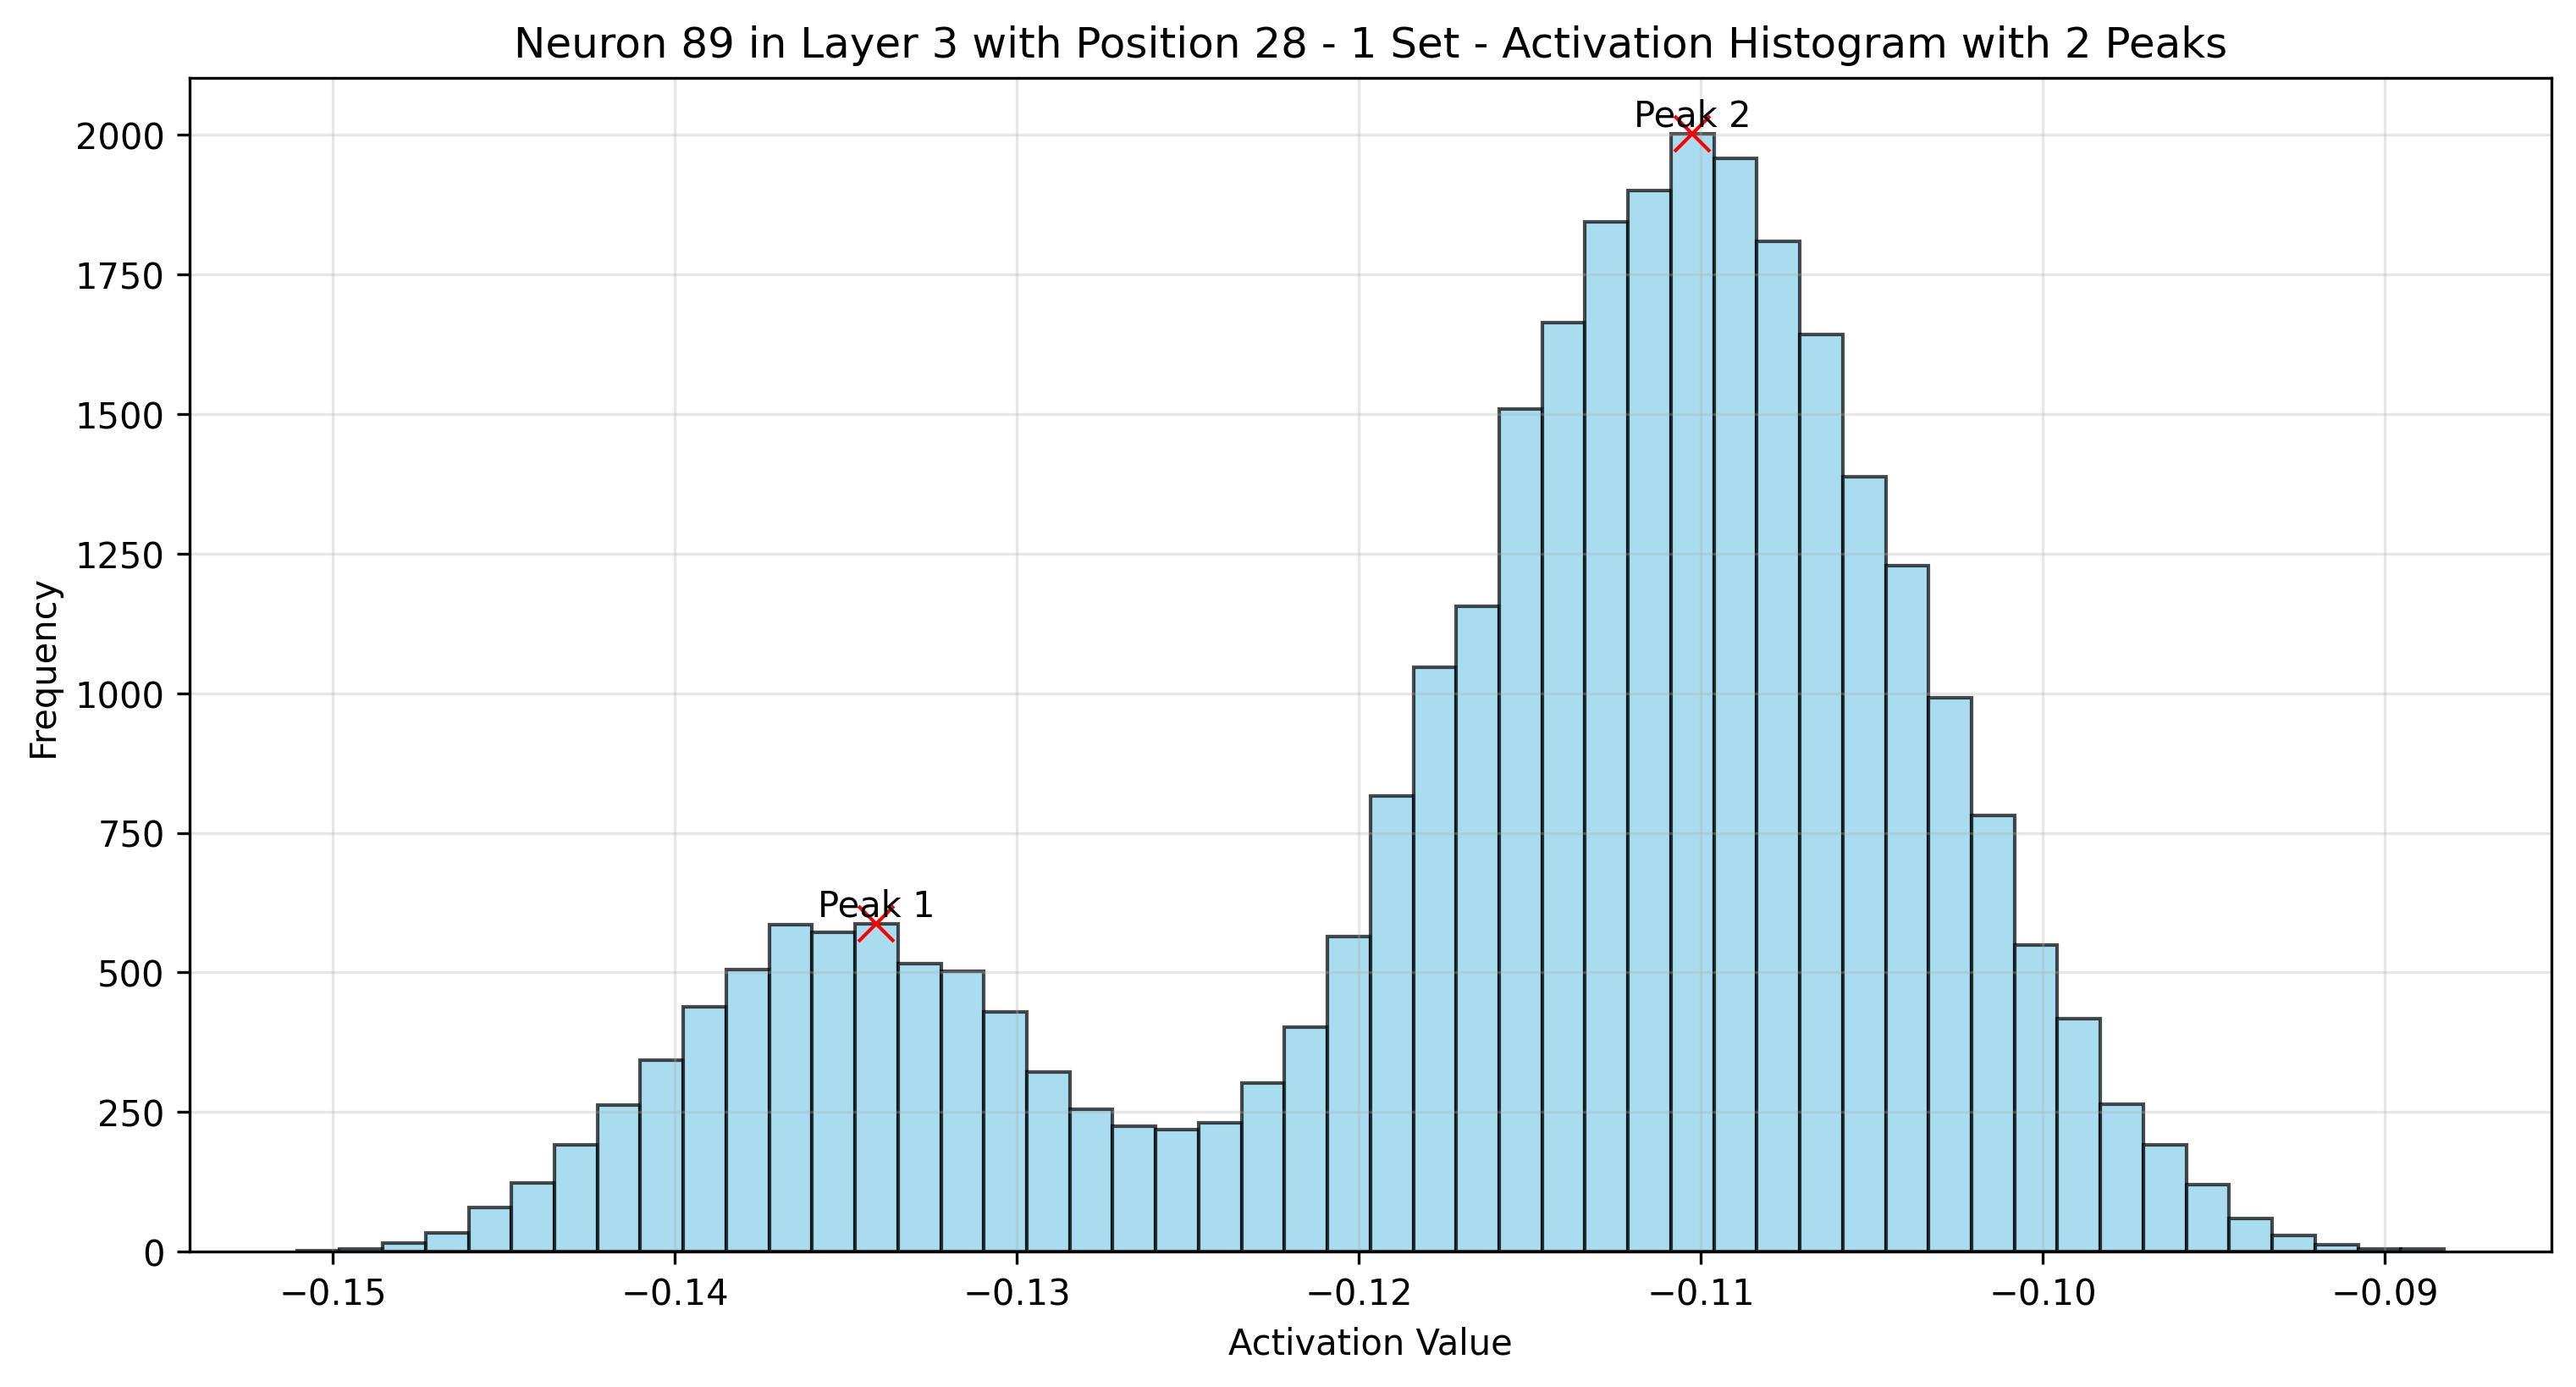 Neuron 89 in Layer 3 with Position 28 - 1 Set - Activation Histogram with 2 Peaks
Peak 2
Peak 1
Frequency
2000
1750
1500
1250
1000
750
500
250
0
−0.15 −0.14 −0.13 −0.12 −0.11 −0.10 −0.09
Activation Value